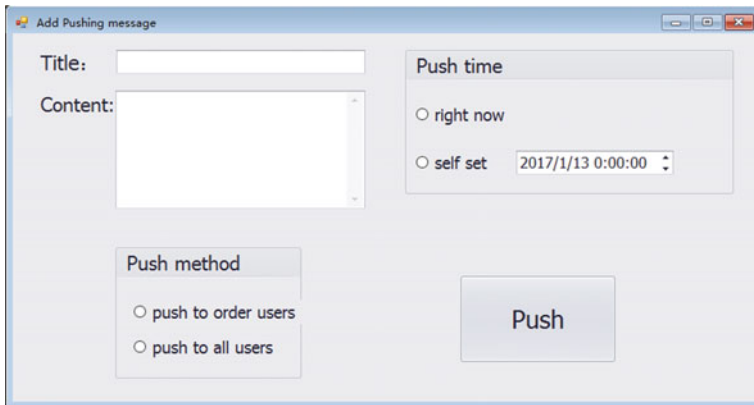 Add Pushing message
Title:
Content:
Push time
right now
self set 2017/1/13 0:00:00
Push method
push to order users
push to all users
Push